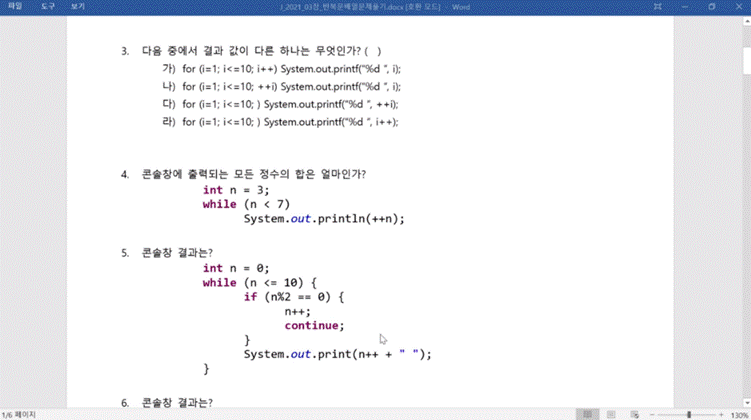 파일 도구 보기 J_2021_03장_반복문배열문제풀기.docx [호환 모드] - Word
3. 다음 중에서 결과 값이 다른 하나는 무엇인가? ( )
가) for (i=1; i<=10; i++) System.out.printf("%d ", i);
나) for (i=1; i<=10; ++i) System.out.printf("%d ", i);
다) for (i=1; i<=10; ) System.out.printf("%d ", ++i);
라) for (i=1; i<=10; ) System.out.printf("%d ", i++);
4. 콘솔창에 출력되는 모든 정수의 합은 얼마인가?
int n = 3;
while (n < 7)
System.out.println(++n);
5. 콘솔창 결과는?
int n = 0;
while (n <= 10) {
if (n%2 == 0) {
n++;
continue;
}
System.out.print(n++ + " ");
}
6. 콘솔창 결과는?
1/6 페이지 130%